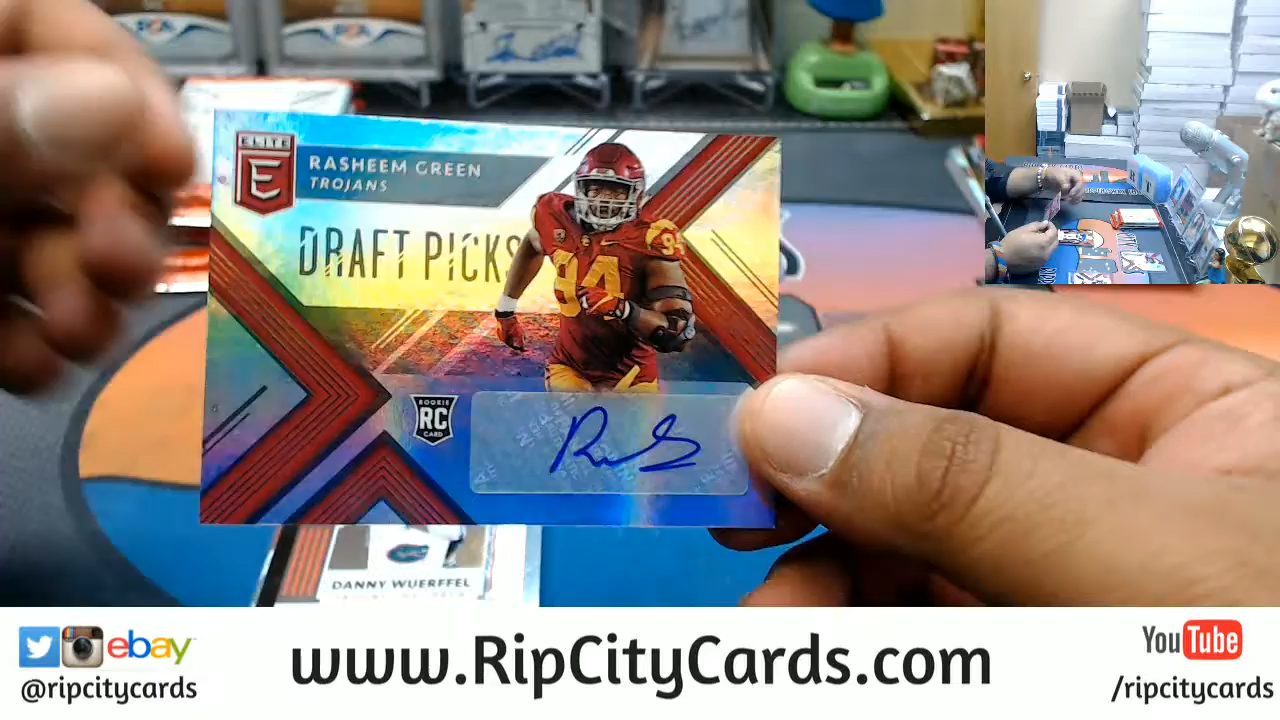 ELITE
E
RASHEEM GREEN
TROJANS
DRAFT PICKS
94
94
ROOKIE
RC
CARD
DANNY WUERFFEL
ebay
@ripcitycards
www.RipCityCards.com
YouTube
/ripcitycards